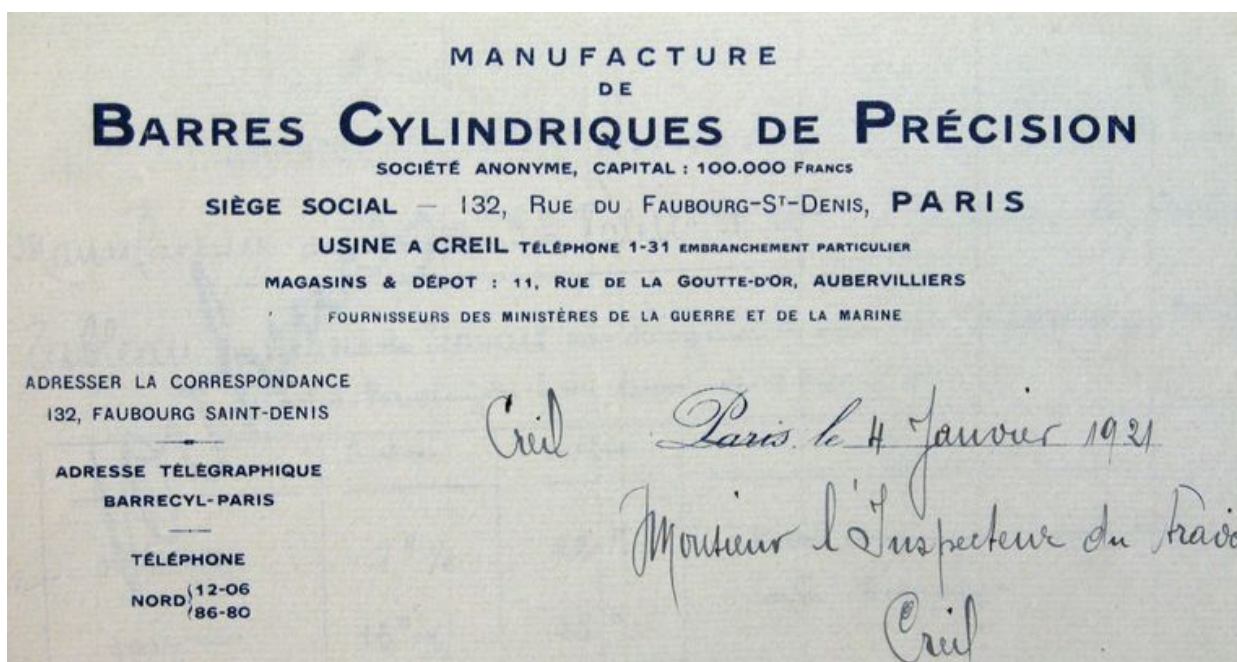 MANUFACTURE
DE
BARRES CYLINDRIQUES DE PRÉCISION
SOCIÉTÉ ANONYME, CAPITAL : 100.000 FRANCS
SIÈGE SOCIAL – 132, RUE DU FAUBOURG-ST-DENIS, PARIS
USINE A CREIL TÉLÉPHONE 1-31 EMBRANCHEMENT PARTICULIER
MAGASINS & DÉPOT : 11, RUE DE LA GOUTTE-D'OR, AUBERVILLIERS
FOURNISSEURS DES MINISTÈRES DE LA GUERRE ET DE LA MARINE
ADRESSER LA CORRESPONDANCE
132, FAUBOURG SAINT-DENIS
ADRESSE TÉLÉGRAPHIQUE
BARRECYL-PARIS
TÉLÉPHONE
NORD 12-06
86-80
Creil Paris, le 4 Janvier 1921
Monsieur l'Inspecteur du Trava
Creil